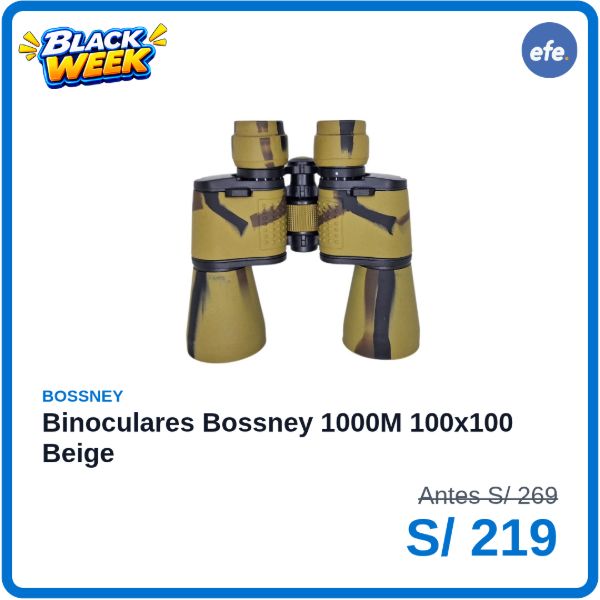 BLACK
WEEK
efe.
BOSSNEY
Binoculares Bossney 1000M 100x100
Beige
Antes S/ 269
S/ 219